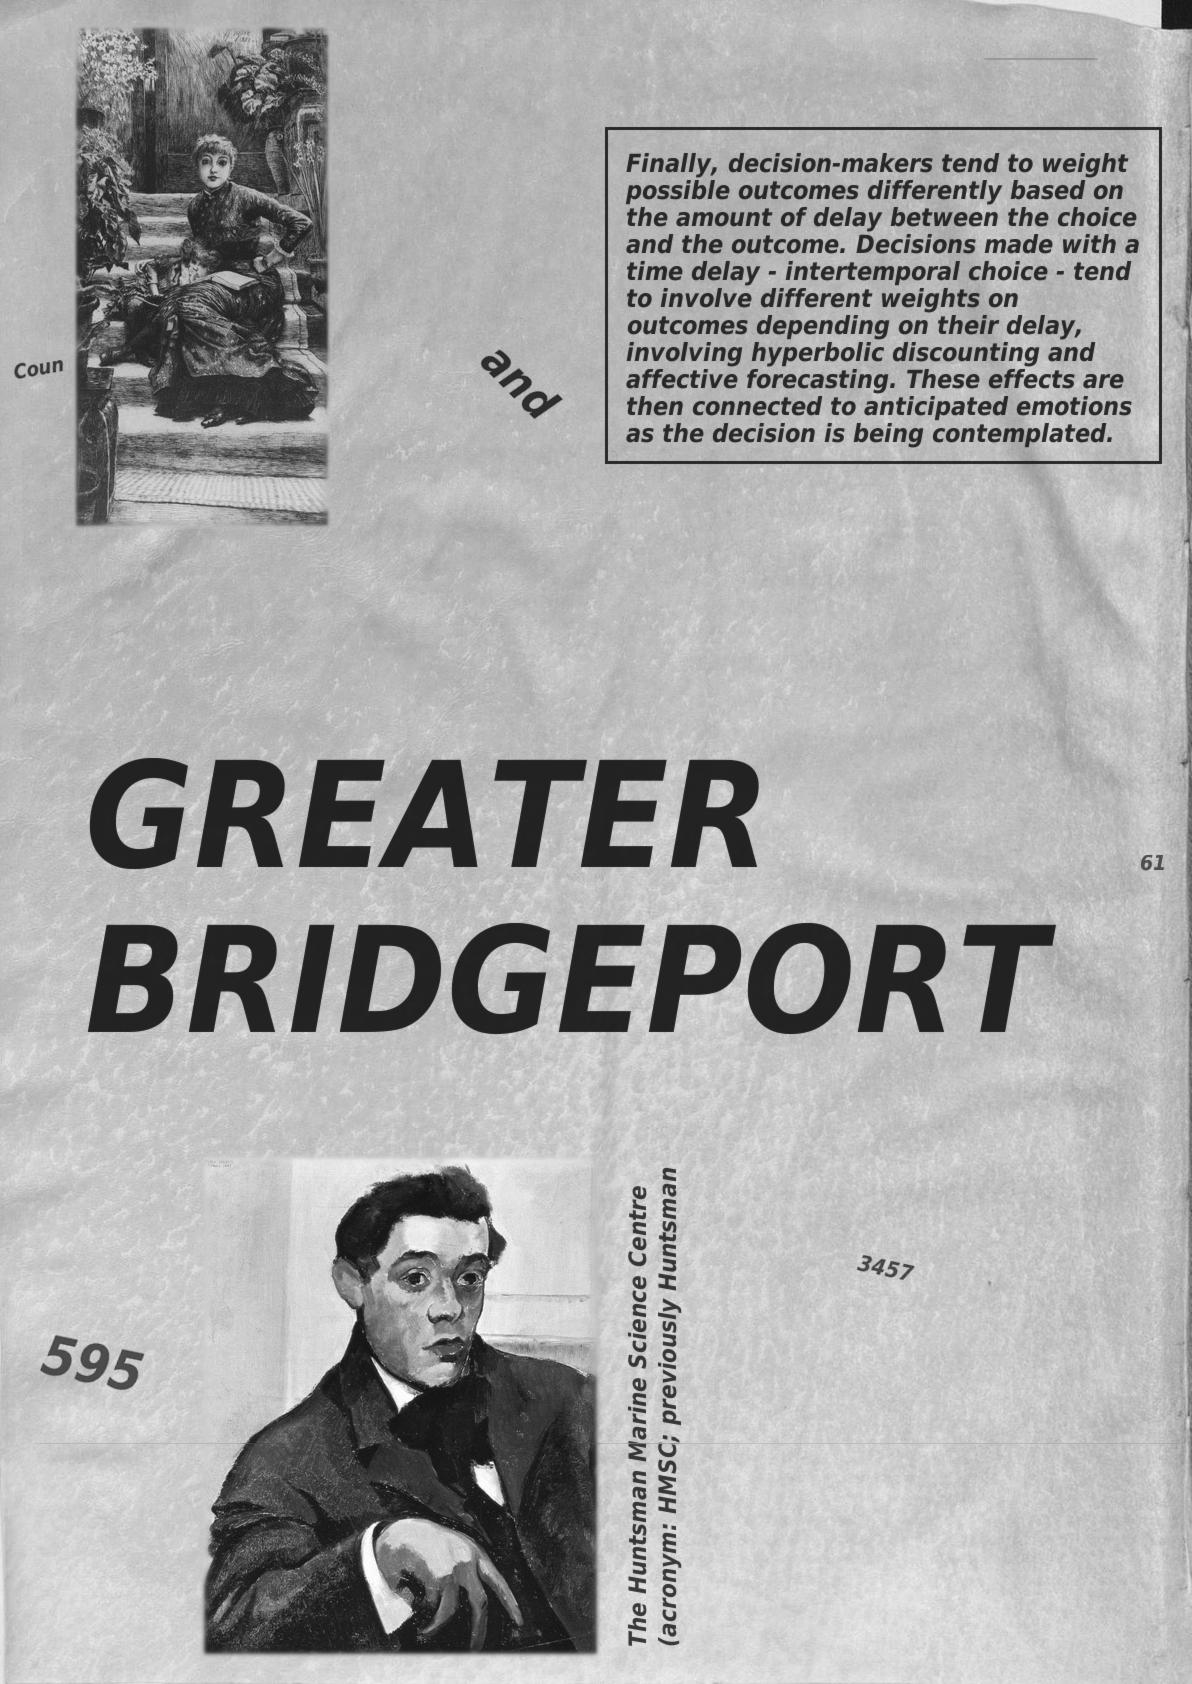 Finally, decision-makers tend to weight
possible outcomes differently based on
the amount of delay between the choice
and the outcome. Decisions made with a
time delay - intertemporal choice - tend
to involve different weights on
outcomes depending on their delay,
involving hyperbolic discounting and
affective forecasting. These effects are
then connected to anticipated emotions
as the decision is being contemplated.
Coun
and
GREATER
BRIDGEPORT
61
The Huntsman Marine Science Centre
(acronym: HMSC; previously Huntsman
3457
595